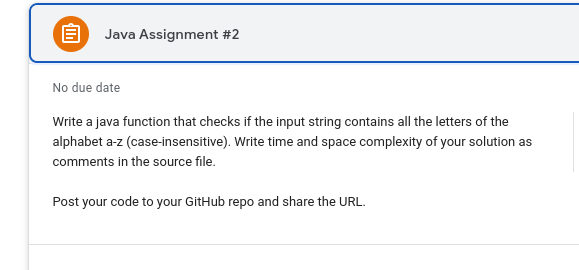 Java Assignment #2
No due date
Write a java function that checks if the input string contains all the letters of the
alphabet a-z (case-insensitive). Write time and space complexity of your solution as
comments in the source file.
Post your code to your GitHub repo and share the URL.